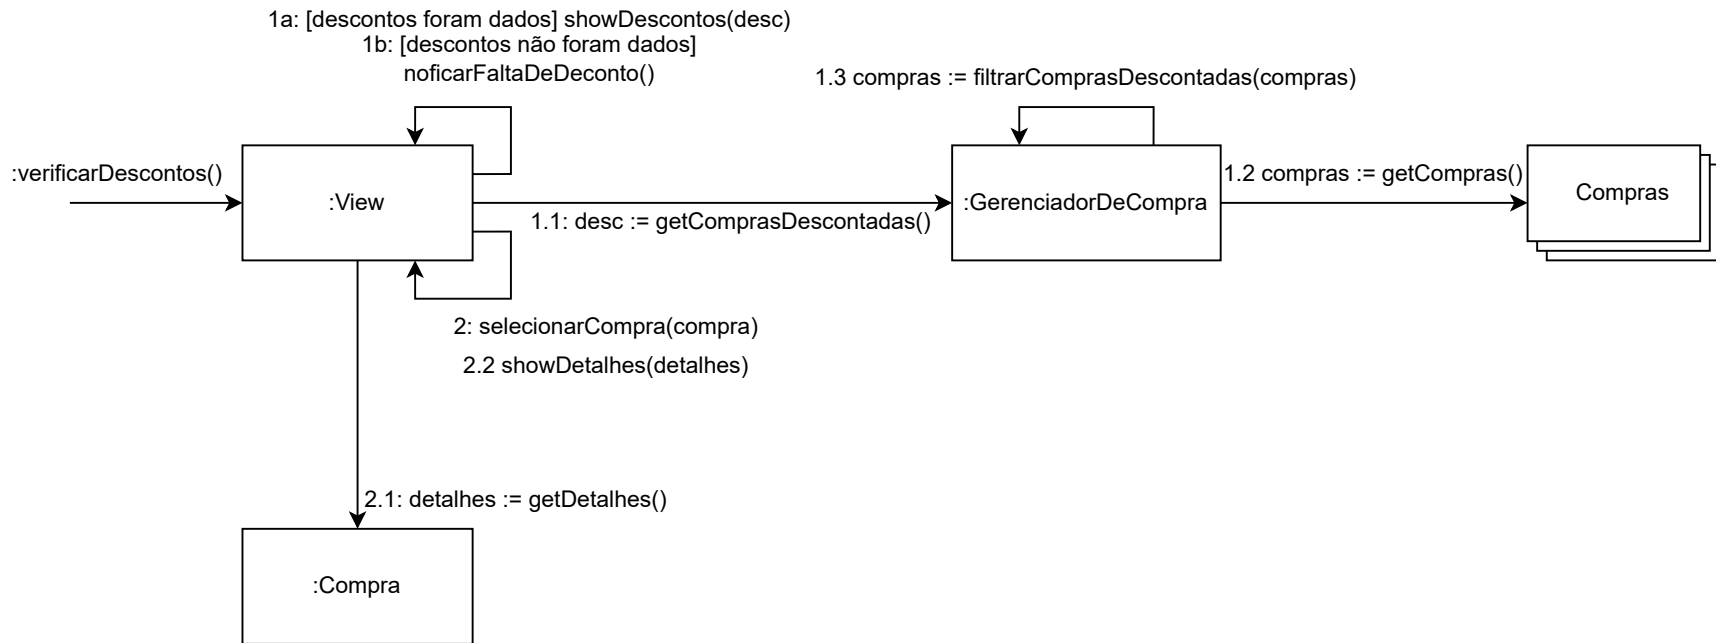 1a: [descontos foram dados] showDescontos(desc)
1b: [descontos não foram dados]
noficarFaltaDeDeconto()
1.3 compras := filtrarComprasDescontadas(compras)
:verificarDescontos()
:View
1.1: desc := getComprasDescontadas()
:GerenciadorDeCompra
1.2 compras := getCompras()
Compras
2: selecionarCompra(compra)
2.2 showDetalhes(detalhes)
2.1: detalhes := getDetalhes()
:Compra